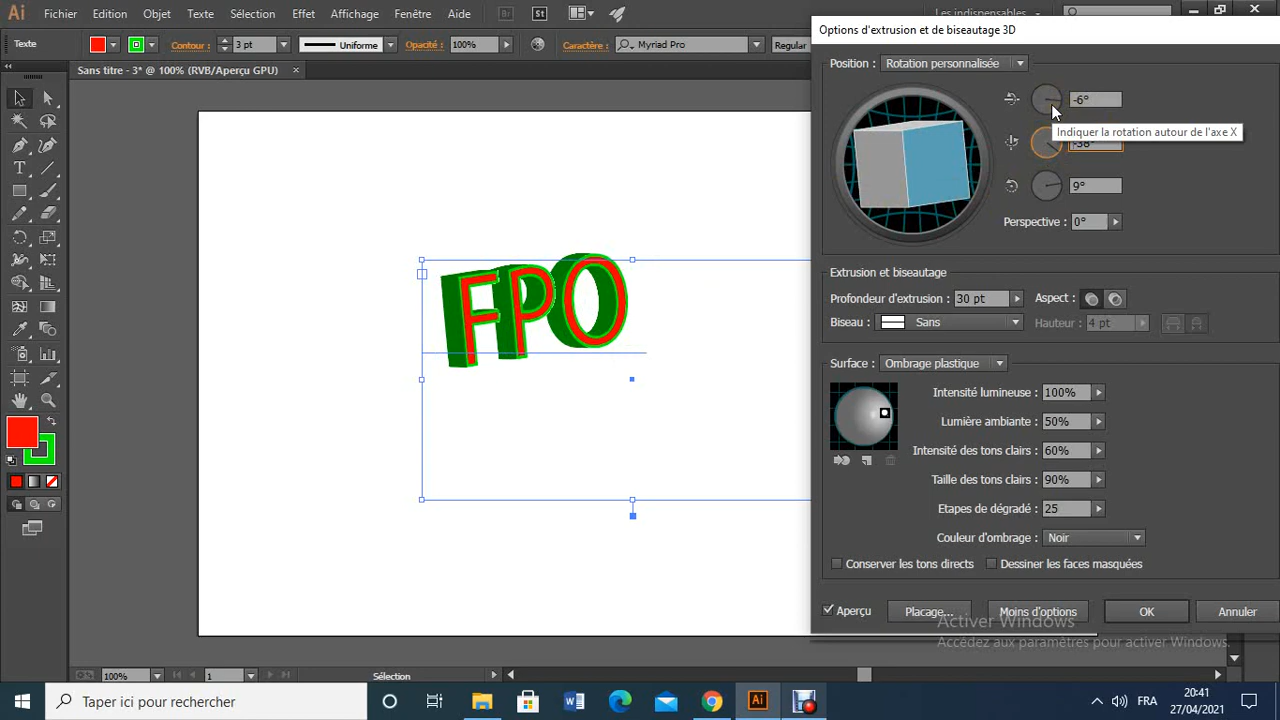 Ai Fichier Edition Objet Texte Sélection Effet Affichage Fenêtre Aide Br St Les indispensables
Texte Contour : 3 pt Uniforme Opacité : 100% Caractère : Myriad Pro Regular
Sans titre - 3* @ 100% (RVB/Aperçu GPU) ×
Options d'extrusion et de biseautage 3D
Position : Rotation personnalisée
-6°
Indiquer la rotation autour de l'axe X
-38°
9°
Perspective : 0°
Extrusion et biseautage
Profondeur d'extrusion : 30 pt Aspect :
Biseau : Sans Hauteur : 4 pt
Surface : Ombrage plastique
Intensité lumineuse : 100%
Lumière ambiante : 50%
Intensité des tons clairs : 60%
Taille des tons clairs : 90%
Etapes de dégradé : 25
Couleur d'ombrage : Noir
Conserver les tons directs Dessiner les faces masquées
Aperçu Placage... Moins d'options OK Annuler
Activer Windows
Accédez aux paramètres pour activer Windows.
FPO
100% 1 Sélection
Taper ici pour rechercher
FRA 20:41
27/04/2021